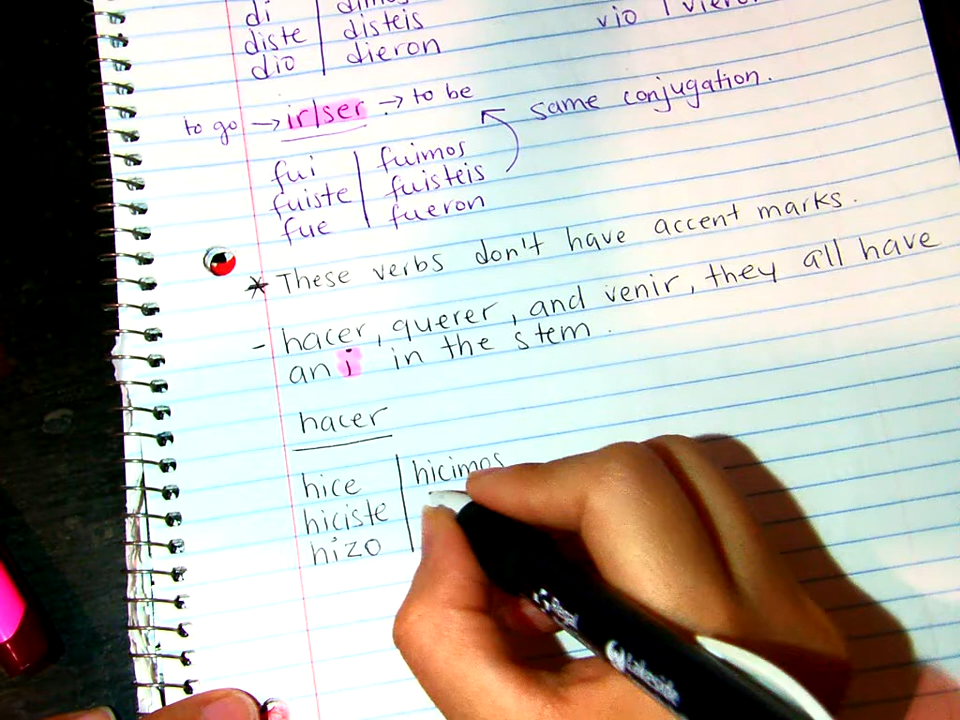 di | dimos
diste | disteis
dio | dieron
vio | vieron
to go → ir/ser → to be
same conjugation.
fui | fuimos
fuiste | fuisteis
fue | fueron
* These verbs don't have accent marks.
- hacer, querer, and venir, they all have
an i in the stem.
hacer
hice | hicimos
hiciste |
hizo |
Lakeside